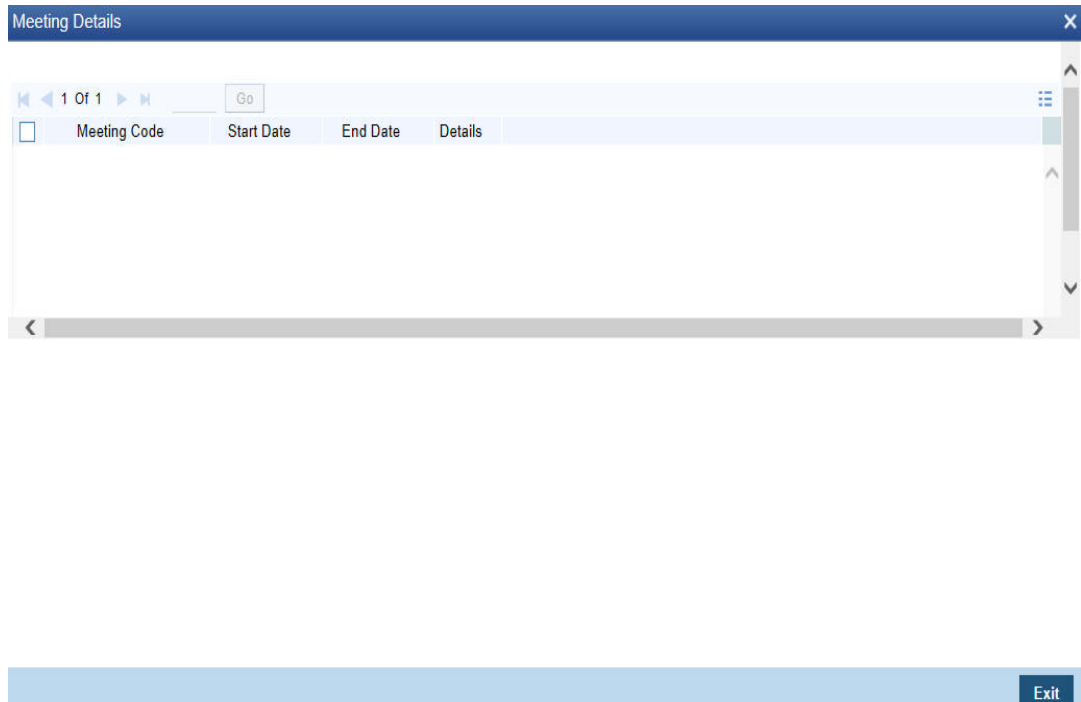 Meeting Details
1 Of 1 Go
Meeting Code Start Date End Date Details
Exit